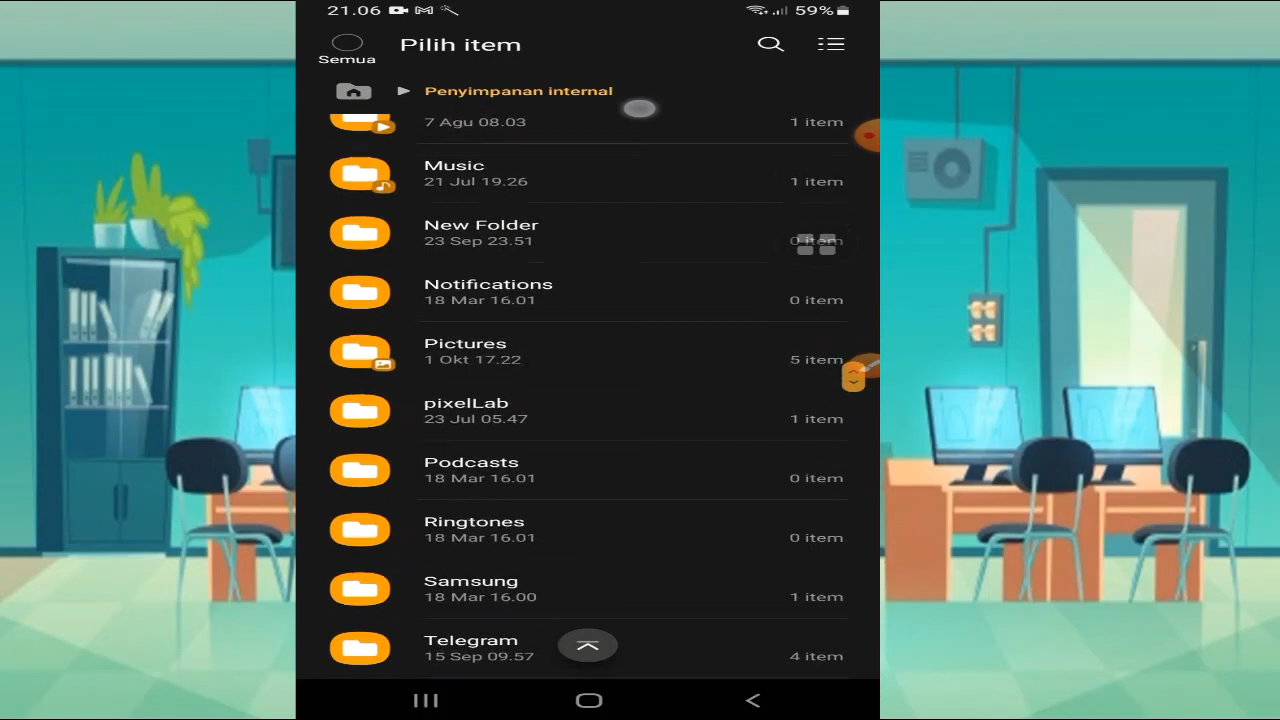 21.06 59%
Pilih item
Semua
Penyimpanan internal
7 Agu 08.03 1 item
Music
21 Jul 19.26 1 item
New Folder
23 Sep 23.51 0 item
Notifications
18 Mar 16.01 0 item
Pictures
1 Okt 17.22 5 item
pixelLab
23 Jul 05.47 1 item
Podcasts
18 Mar 16.01 0 item
Ringtones
18 Mar 16.01 0 item
Samsung
18 Mar 16.00 1 item
Telegram
15 Sep 09.57 4 item